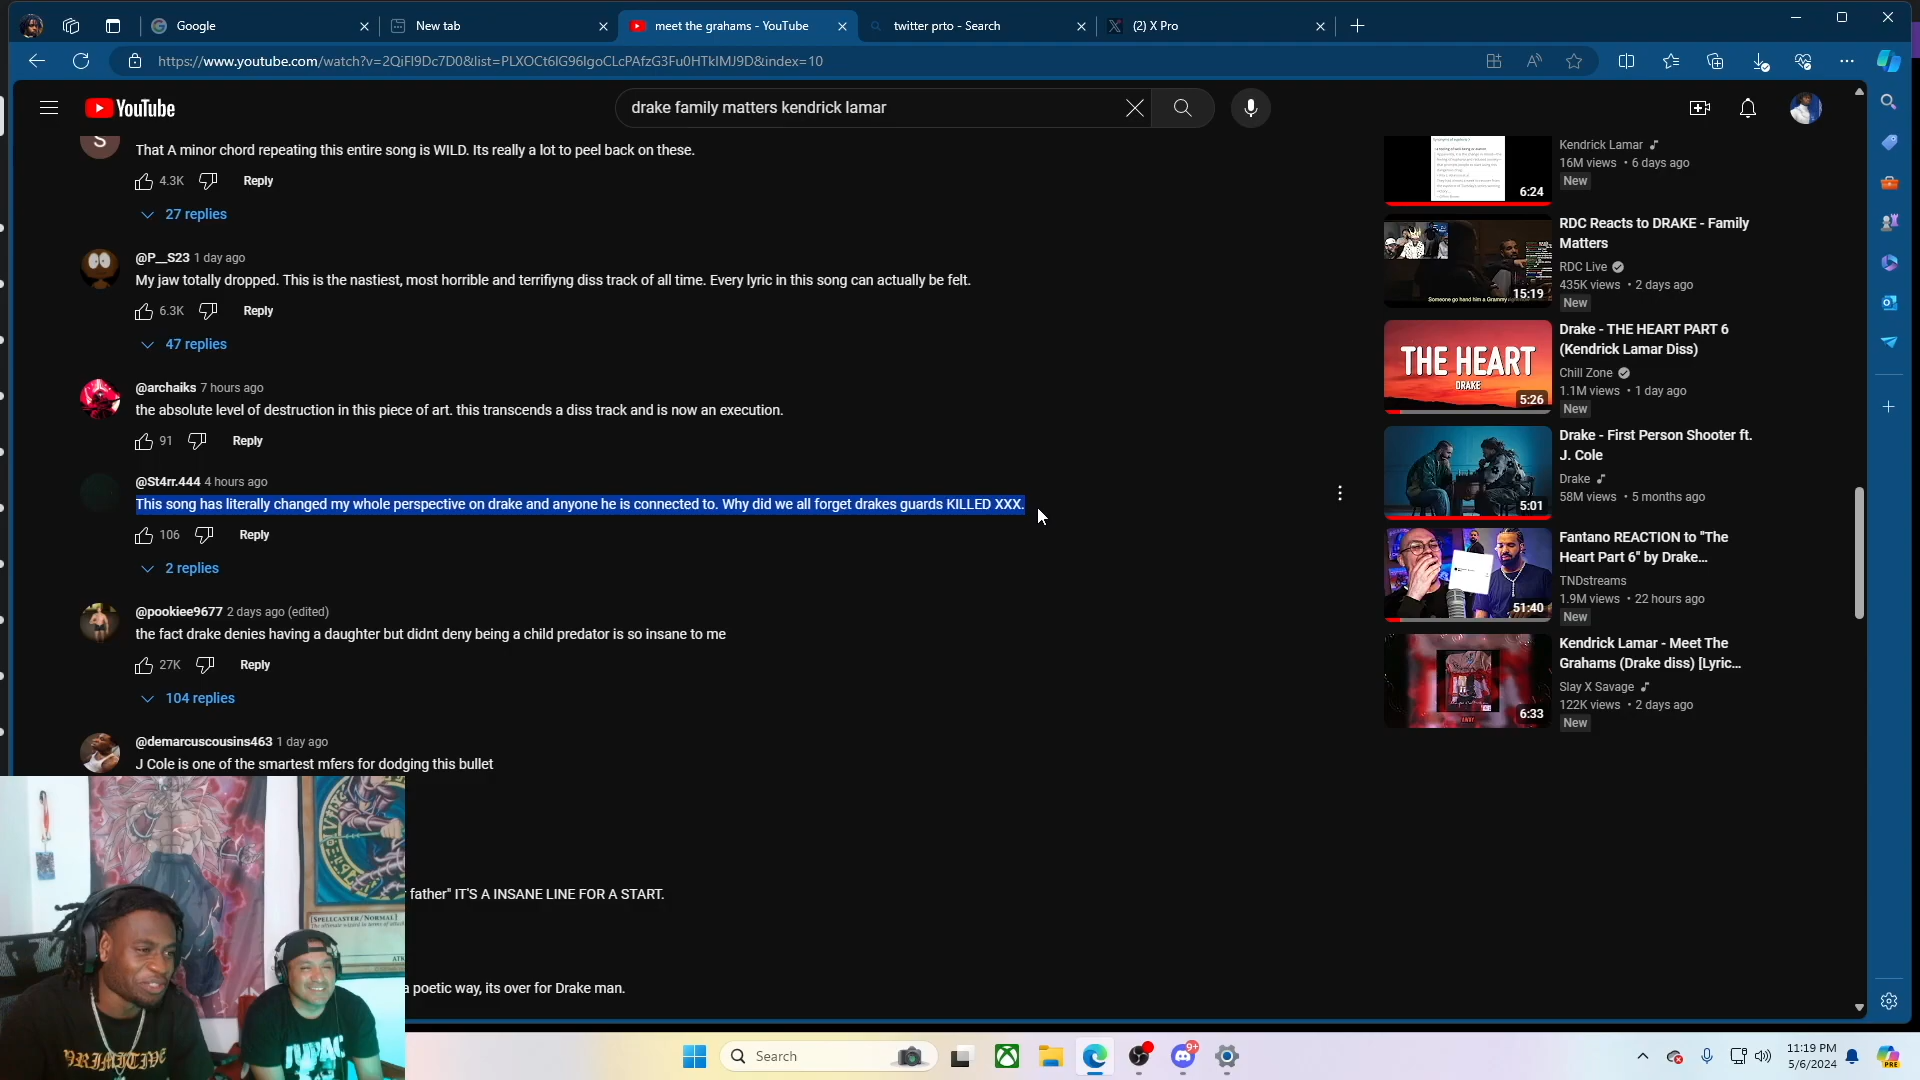 Google
New tab
meet the grahams - YouTube
twitter prto - Search
(2) X Pro
https://www.youtube.com/watch?v=2QiFl9Dc7D0&list=PLXOCt6IG96IgoCLcPAfzG3Fu0HTkIMJ9D&index=10
YouTube
drake family matters kendrick lamar
S
That A minor chord repeating this entire song is WILD. Its really a lot to peel back on these.
4.3K Reply
27 replies
@P__S23 1 day ago
My jaw totally dropped. This is the nastiest, most horrible and terrifiyng diss track of all time. Every lyric in this song can actually be felt.
6.3K Reply
47 replies
@archaiks 7 hours ago
the absolute level of destruction in this piece of art. this transcends a diss track and is now an execution.
91 Reply
@St4rr.444 4 hours ago
This song has literally changed my whole perspective on drake and anyone he is connected to. Why did we all forget drakes guards KILLED XXX.
106 Reply
2 replies
@pookiee9677 2 days ago (edited)
the fact drake denies having a daughter but didnt deny being a child predator is so insane to me
27K Reply
104 replies
@demarcuscousins463 1 day ago
J Cole is one of the smartest mfers for dodging this bullet
father" IT'S A INSANE LINE FOR A START.
a poetic way, its over for Drake man.
6:24
Kendrick Lamar
16M views • 6 days ago
New
Someone go hand him a Grammy
15:19
RDC Reacts to DRAKE - Family
Matters
RDC Live
435K views • 2 days ago
New
THE HEART
DRAKE
5:26
Drake - THE HEART PART 6
(Kendrick Lamar Diss)
Chill Zone
1.1M views • 1 day ago
New
5:01
Drake - First Person Shooter ft.
J. Cole
Drake
58M views • 5 months ago
51:40
Fantano REACTION to "The
Heart Part 6" by Drake...
TNDstreams
1.9M views • 22 hours ago
New
AWAY
6:33
Kendrick Lamar - Meet The
Grahams (Drake diss) [Lyric...
Slay X Savage
122K views • 2 days ago
New
[SPELLCASTER/NORMAL]
PRIMITIVE
Search
9+
11:19 PM
5/6/2024
PRE